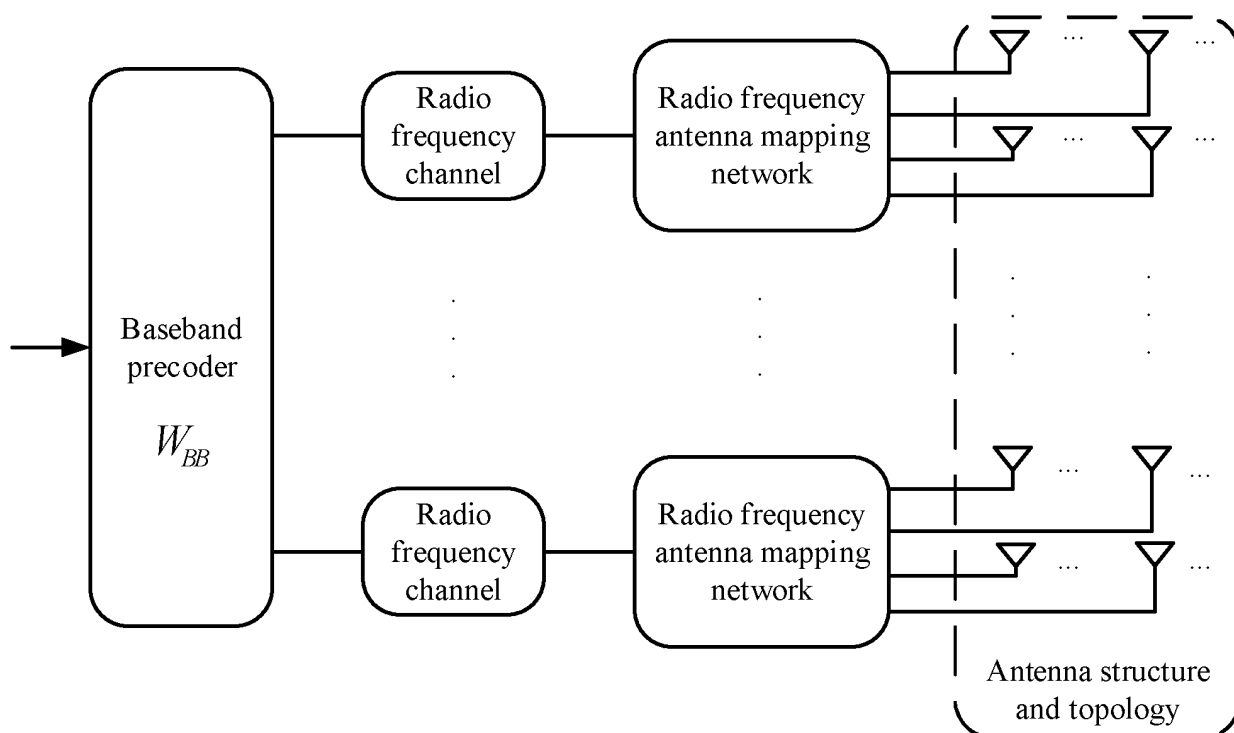 Radio
frequency
channel
Radio frequency
antenna mapping
network
...
...
...
...
Baseband
precoder
W_BB
Radio
frequency
channel
Radio frequency
antenna mapping
network
...
...
...
...
Antenna structure
and topology